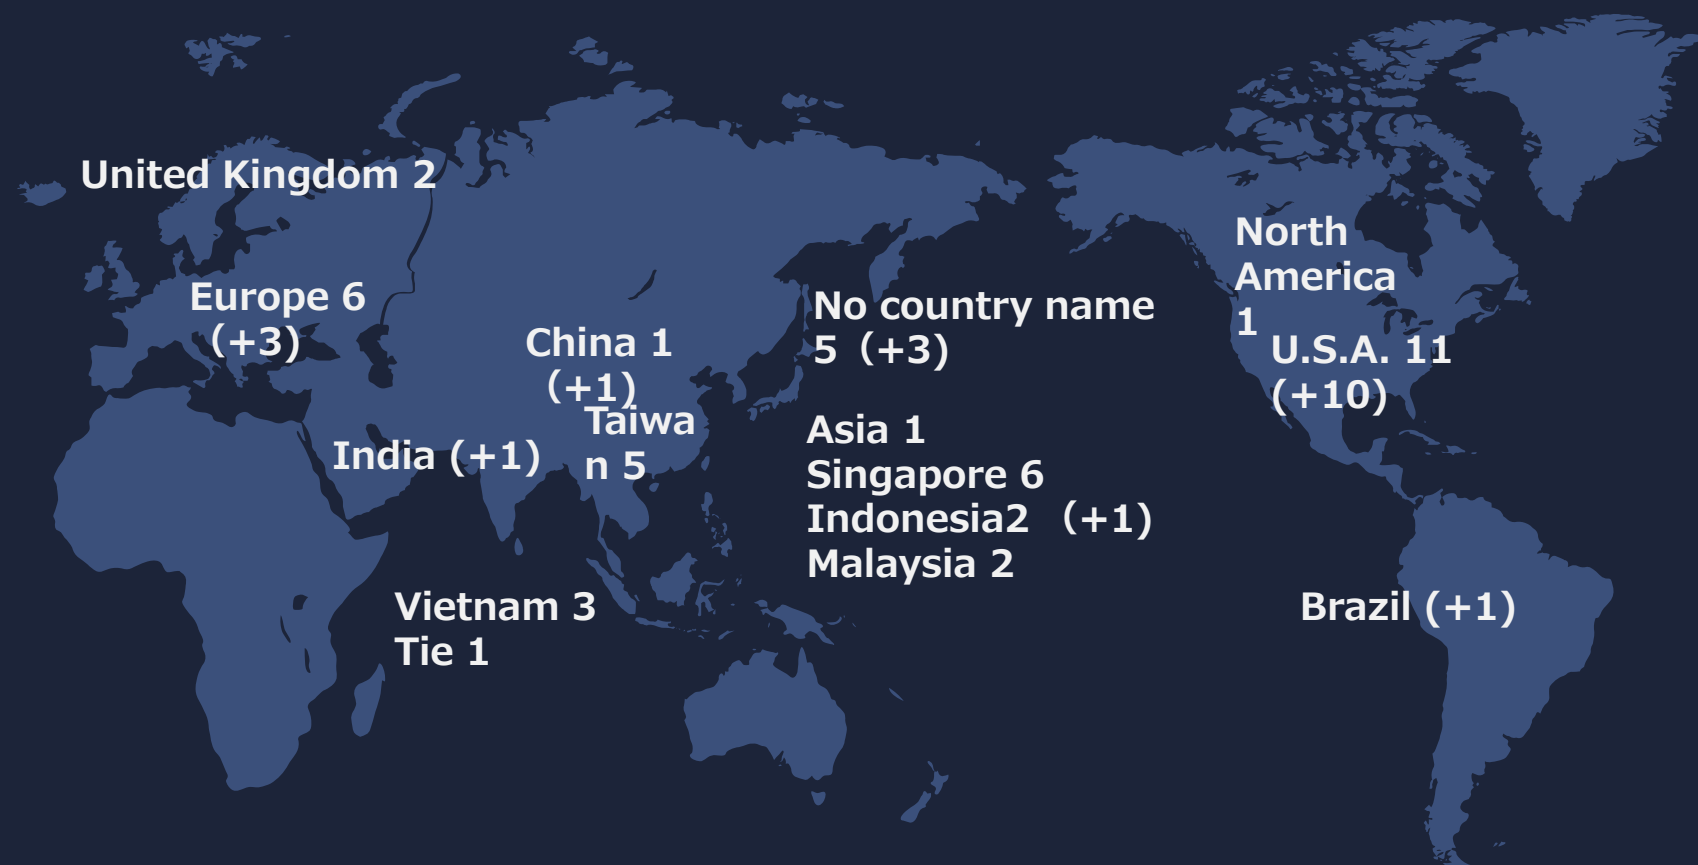 United Kingdom 2
Europe 6
(+3)
China 1
(+1)
Taiwa
n 5
India (+1)
Vietnam 3
Tie 1
No country name
5（+3)
Asia 1
Singapore 6
Indonesia2 （+1)
Malaysia 2
North
America
1
U.S.A. 11
(+10)
Brazil (+1)